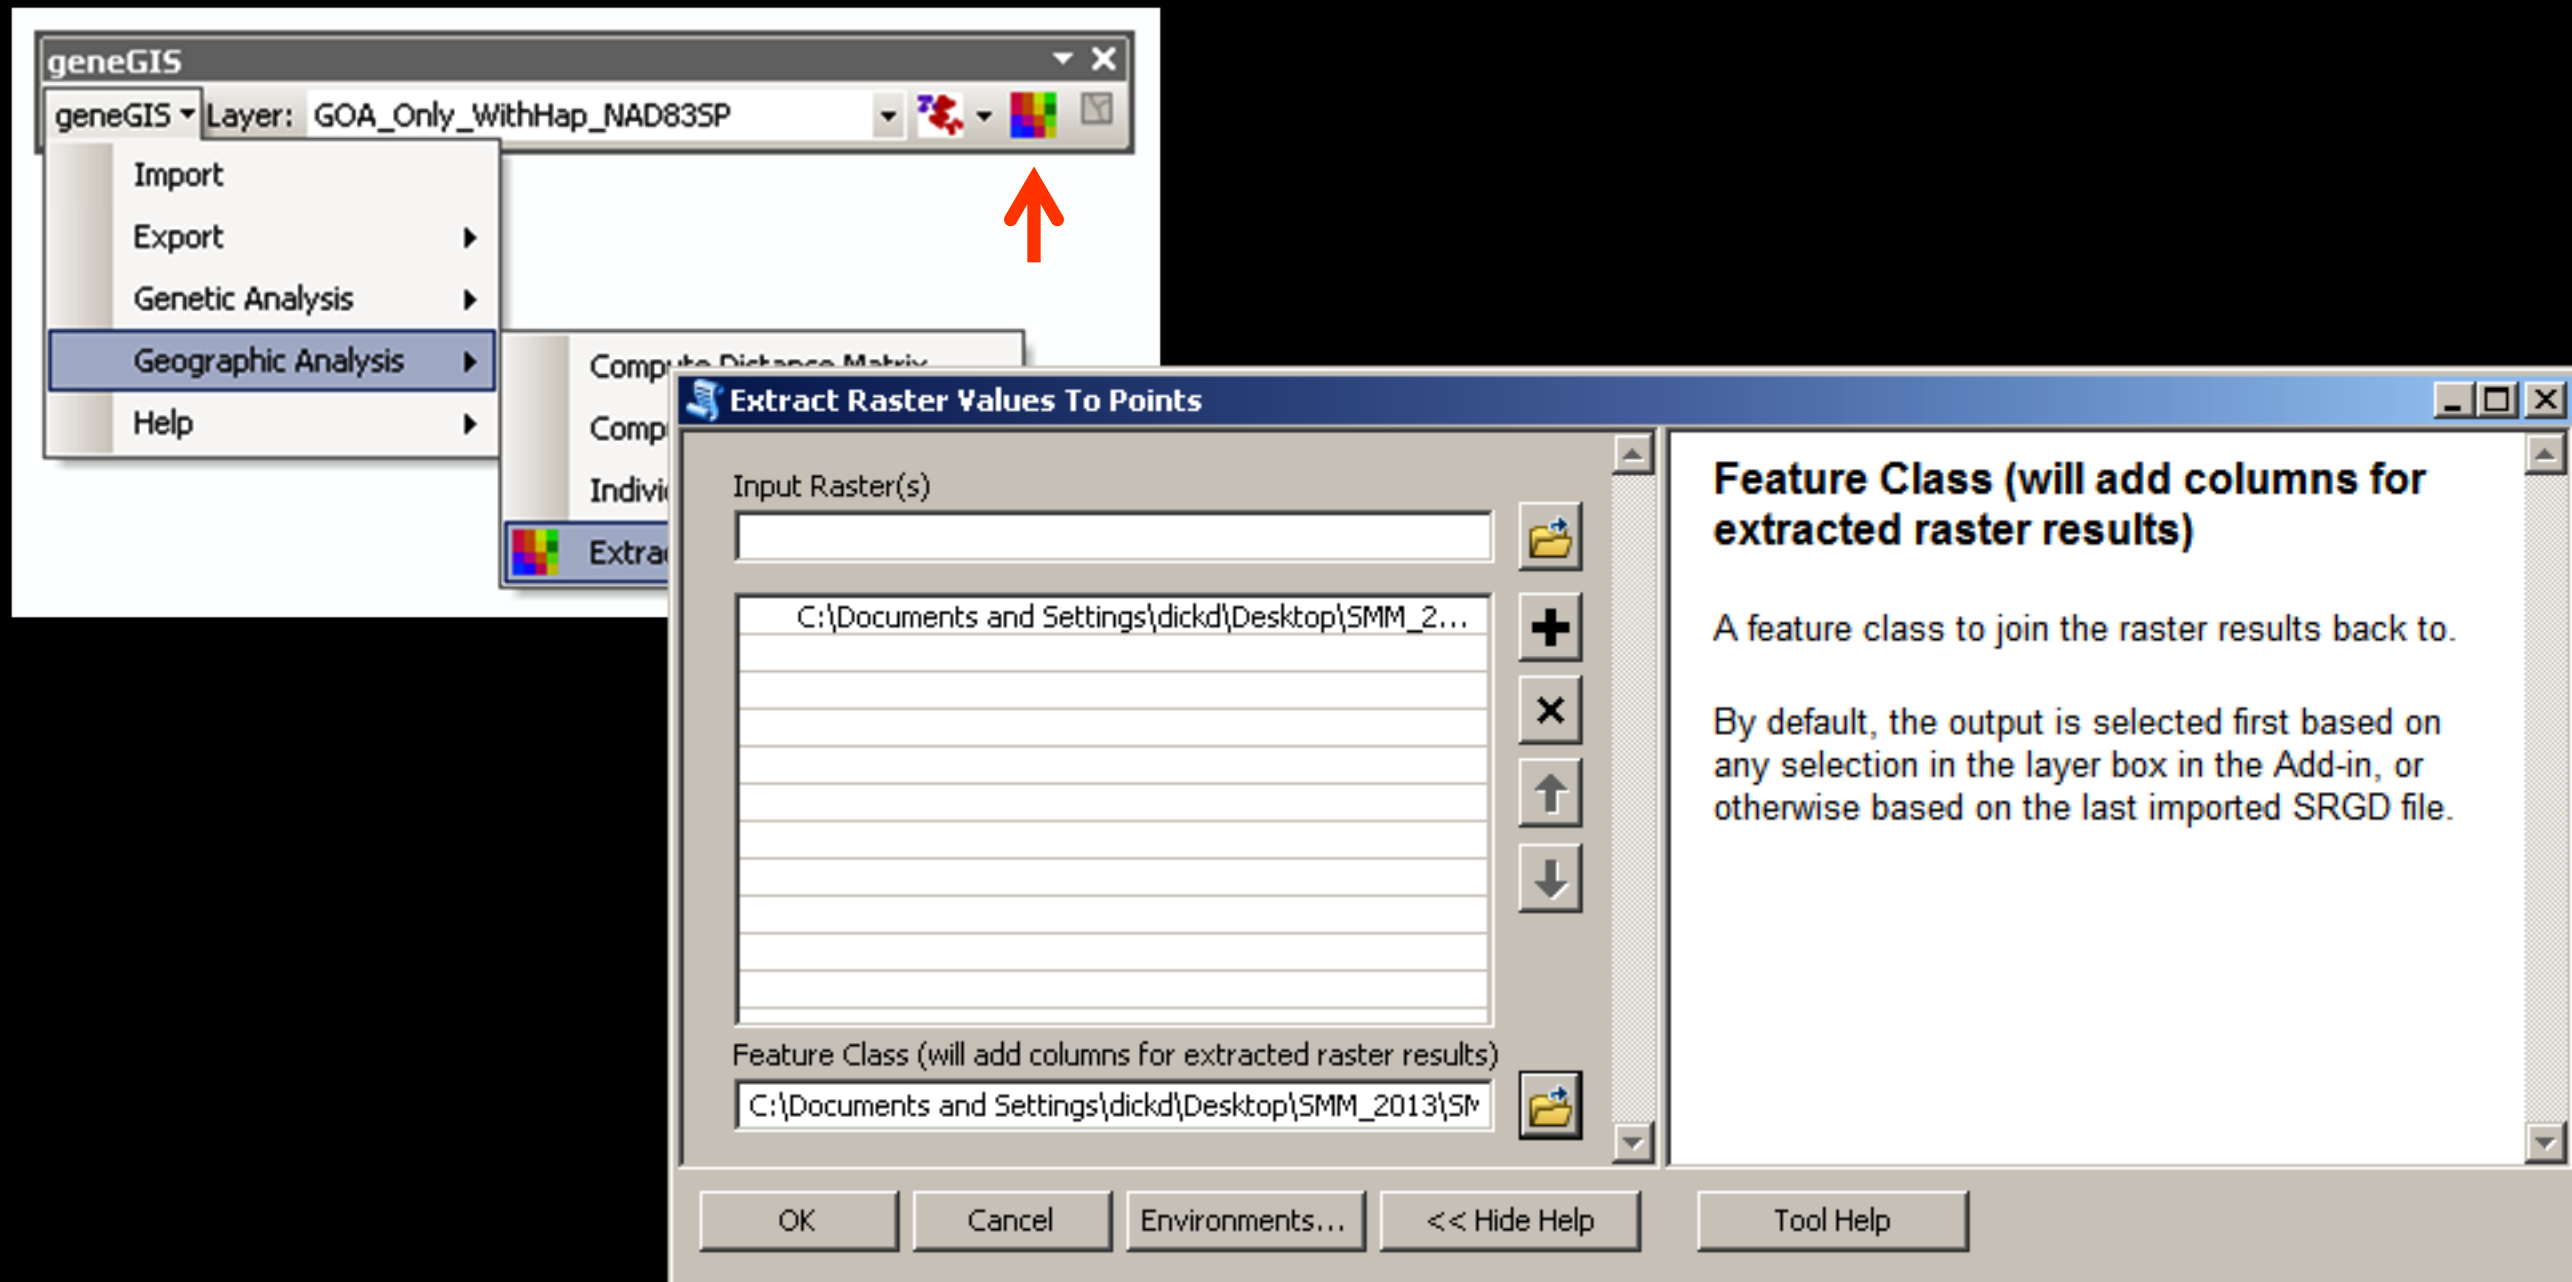 geneGIS
geneGIS Layer: GOA_Only_WithHap_NAD83SP
Import
Export
Genetic Analysis
Geographic Analysis
Help
Compute Distance Matrix
Extract Raster Values To Points
Input Raster(s)
C:\Documents and Settings\dickd\Desktop\SMM_2...
Feature Class (will add columns for extracted raster results)
C:\Documents and Settings\dickd\Desktop\SMM_2013\SM
OK Cancel Environments... << Hide Help Tool Help
Feature Class (will add columns for
extracted raster results)
A feature class to join the raster results back to.
By default, the output is selected first based on
any selection in the layer box in the Add-in, or
otherwise based on the last imported SRGD file.